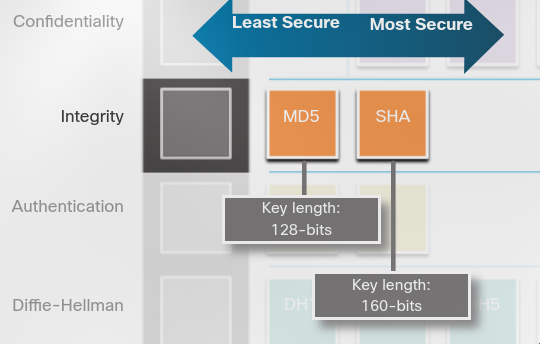 Confidentiality
Least Secure
Most Secure
Integrity
MD5
SHA
Authentication
Key length:
128-bits
Key length:
160-bits
Diffie-Hellman
DH
H5